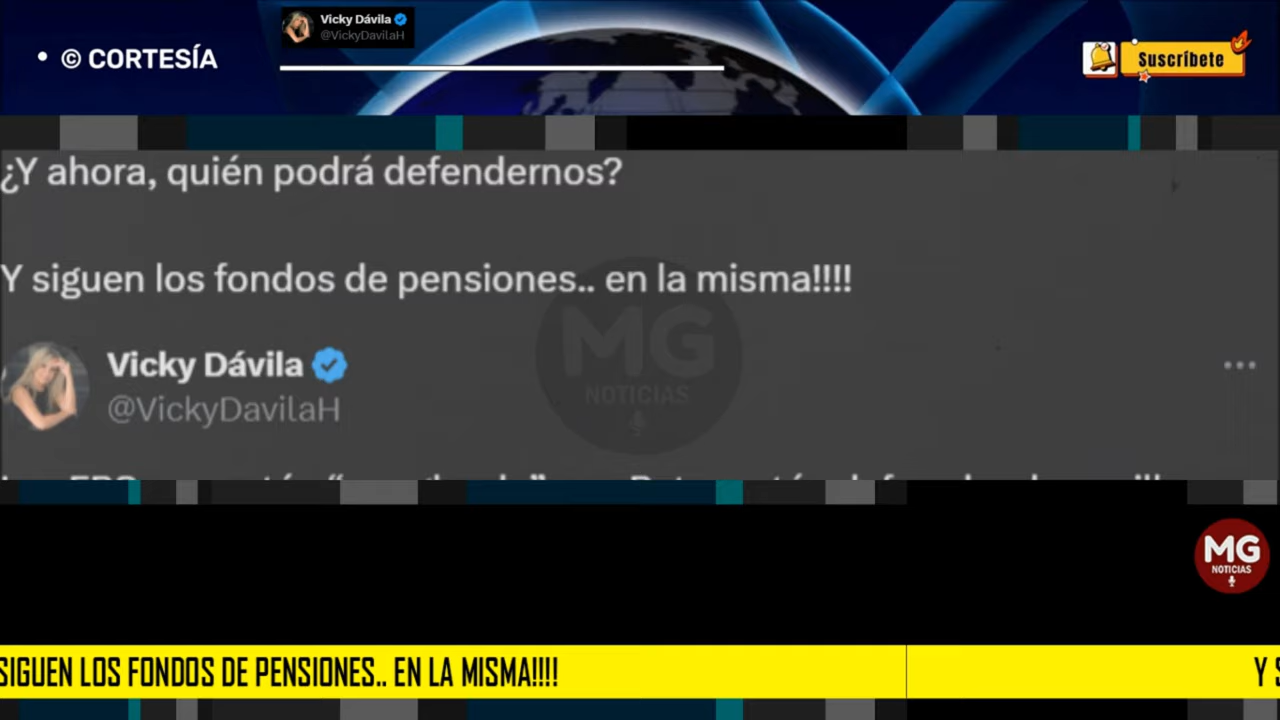 Vicky Dávila
@VickyDavilaH
• © CORTESÍA
Suscríbete
¿Y ahora, quién podrá defendernos?
Y siguen los fondos de pensiones.. en la misma!!!!
MG
NOTICIAS
Vicky Dávila
@VickyDavilaH
MG
NOTICIAS
SIGUEN LOS FONDOS DE PENSIONES.. EN LA MISMA!!!!
Y S